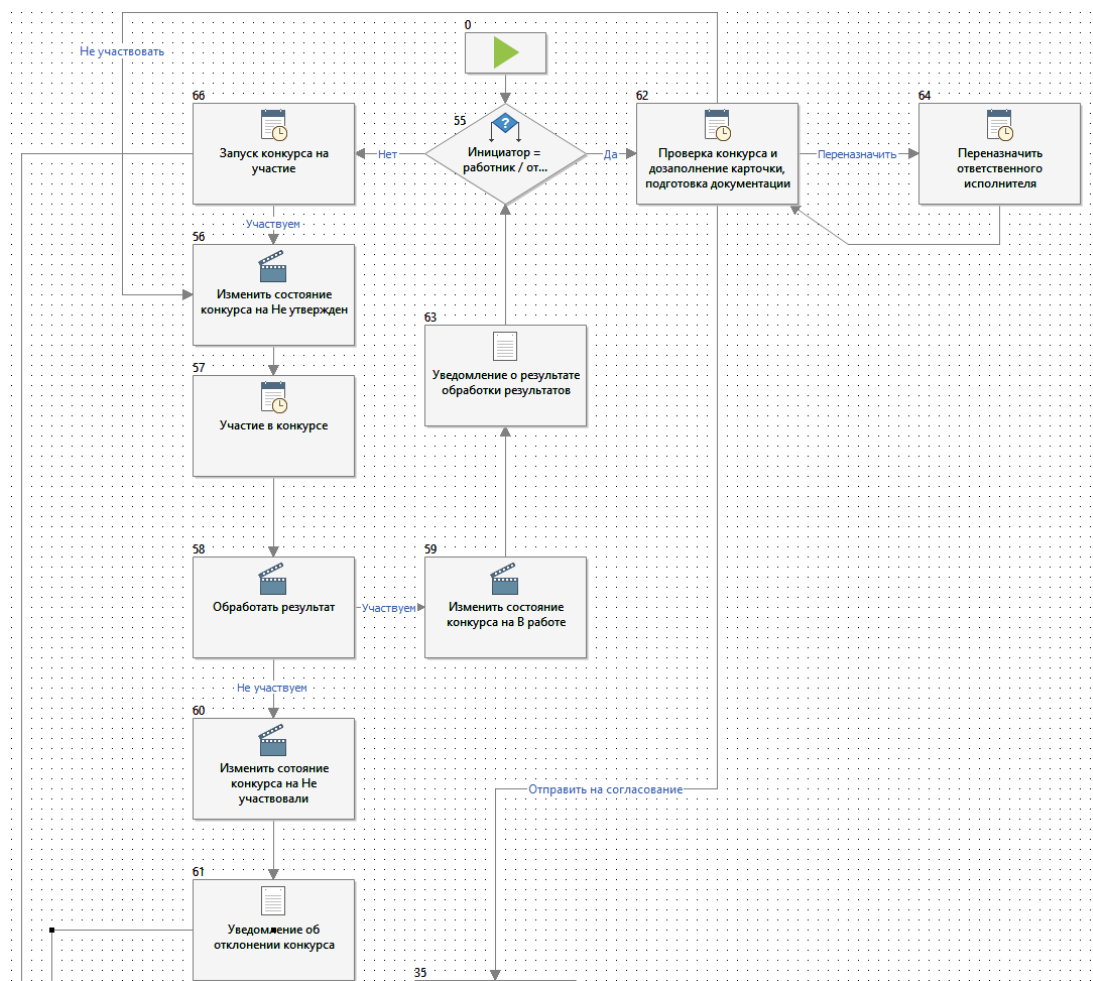 0
Не участвовать
66
Запуск конкурса на
участие
55
Инициатор =
работник / от...
Нет
Да
62
Проверка конкурса и
дозаполнение карточки,
подготовка документации
Переназначить
64
Переназначить
ответственного
исполнителя
Участвуем
56
Изменить состояние
конкурса на Не утвержден
63
Уведомление о результате
обработки результатов
57
Участие в конкурсе
58
Обработать результат
Участвуем
59
Изменить состояние
конкурса на В работе
Не участвуем
60
Изменить сотояние
конкурса на Не
участвовали
Отправить на согласование
61
Уведомление об
отклонении конкурса
35